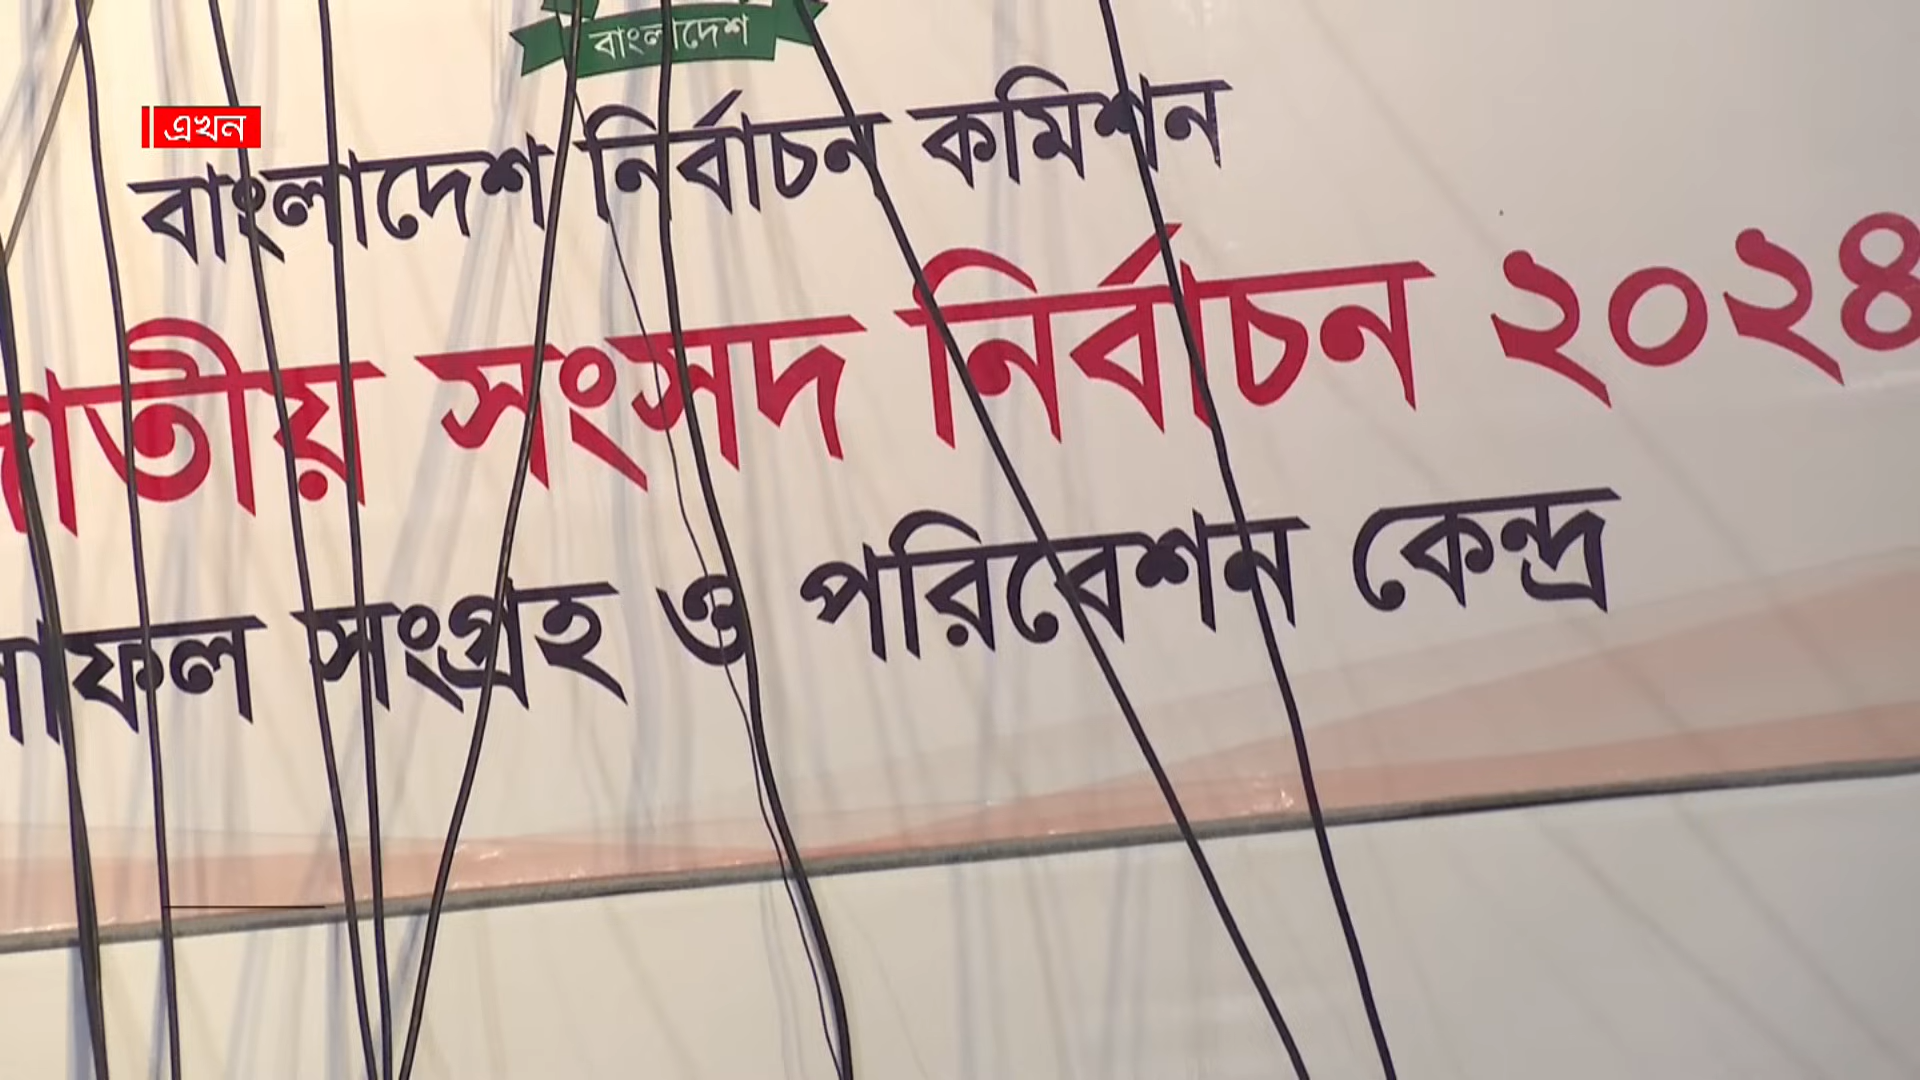 বাংলাদেশ
এখন
বাংলাদেশ নির্বাচন কমিশন
জাতীয় সংসদ নির্বাচন ২০২৪
সংগ্রহ ও পরিবেশন কেন্দ্র